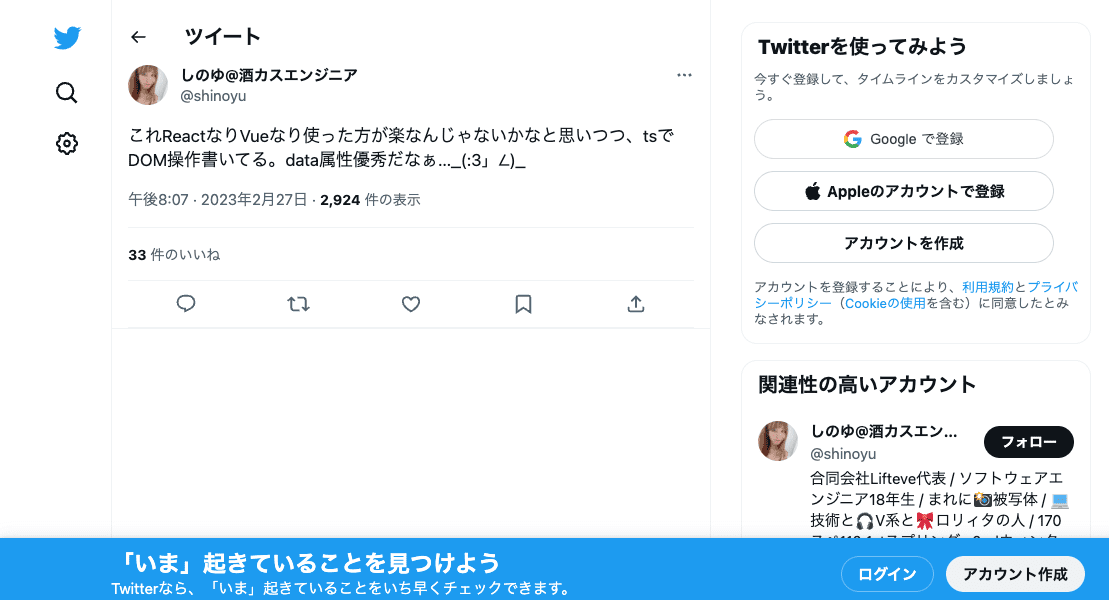 ツイート
しのゆ@酒カスエンジニア
@shinoyu
これReactなりVueなり使った方が楽なんじゃないかなと思いつつ、tsで
DOM操作書いてる。data属性優秀だなぁ..._(:3」∠)_
午後8:07 · 2023年2月27日 · 2,924 件の表示
33 件のいいね
Twitterを使ってみよう
今すぐ登録して、タイムラインをカスタマイズしましょ
う。
Google で登録
Appleのアカウントで登録
アカウントを作成
アカウントを登録することにより、利用規約とプライバ
シーポリシー（Cookieの使用を含む）に同意したとみ
なされます。
関連性の高いアカウント
しのゆ@酒カスエン...
フォロー
@shinoyu
合同会社Lifteve代表 / ソフトウェアエ
ンジニア18年生 / まれに📸被写体 / 💻
技術と🎧V系と🎀ロリィタの人 / 170
「いま」起きていることを見つけよう
Twitterなら、「いま」起きていることをいち早くチェックできます。
ログイン
アカウント作成